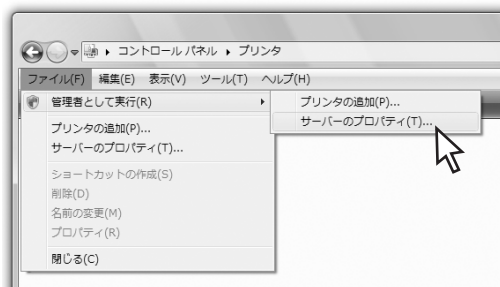 コントロール パネル ▸ プリンタ
ファイル(F) 編集(E) 表示(V) ツール(T) ヘルプ(H)
管理者として実行(R)
プリンタの追加(P)...
サーバーのプロパティ(T)...
プリンタの追加(P)...
サーバーのプロパティ(T)...
ショートカットの作成(S)
削除(D)
名前の変更(M)
プロパティ(R)
閉じる(C)